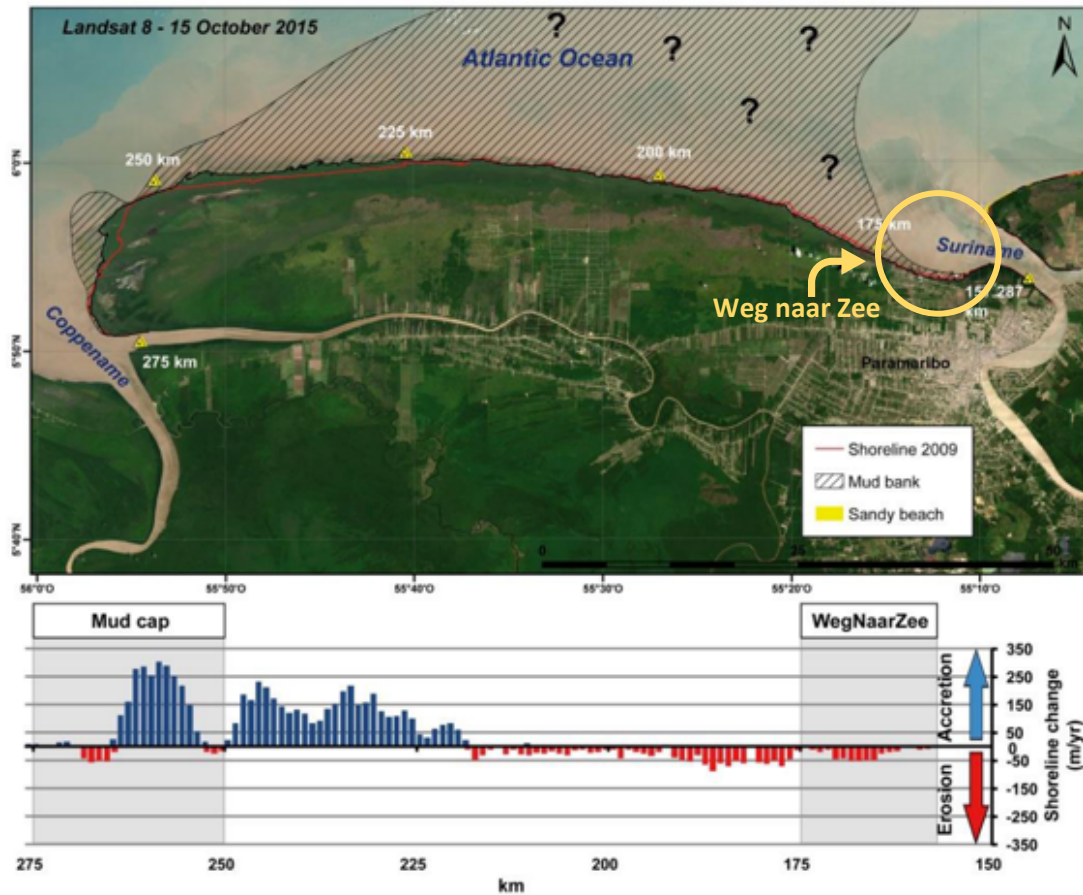 Landsat 8 - 15 October 2015
N
Atlantic Ocean
?
?
?
?
?
250 km
225 km
200 km
175 km
6°0'N
Suriname
Weg naar Zee
287
km
Coppename
5°50'N
275 km
Paramaribo
Shoreline 2009
Mud bank
Sandy beach
5°40'N
0
25
50
km
56°0'O
55°50'O
55°40'O
55°30'O
55°20'O
55°10'O
Mud cap
WegNaarZee
Accretion
Erosion
350
250
150
50
0
-50
-150
-250
-350
Shoreline change
(m/yr)
275
250
225
200
175
150
km